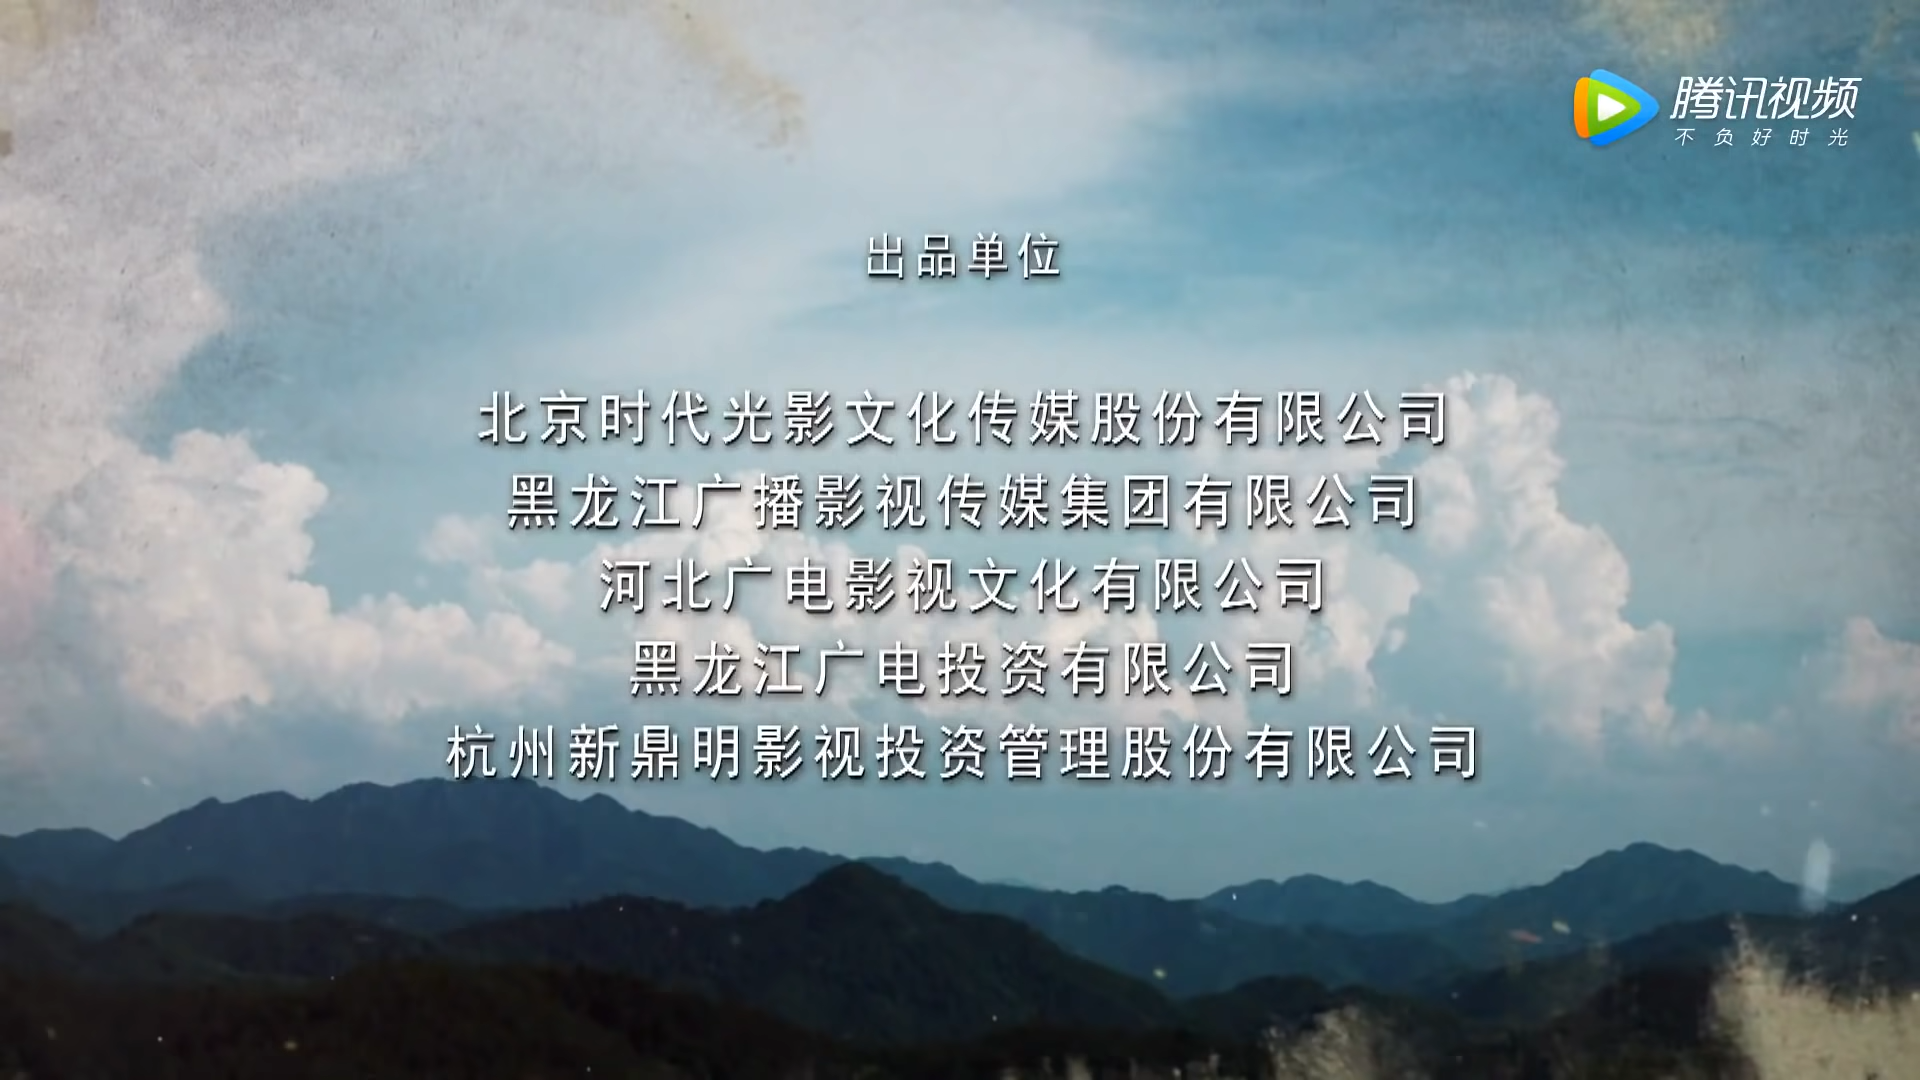 腾讯视频
不负好时光
出品单位
北京时代光影文化传媒股份有限公司
黑龙江广播影视传媒集团有限公司
河北广电影视文化有限公司
黑龙江广电投资有限公司
杭州新鼎明影视投资管理股份有限公司